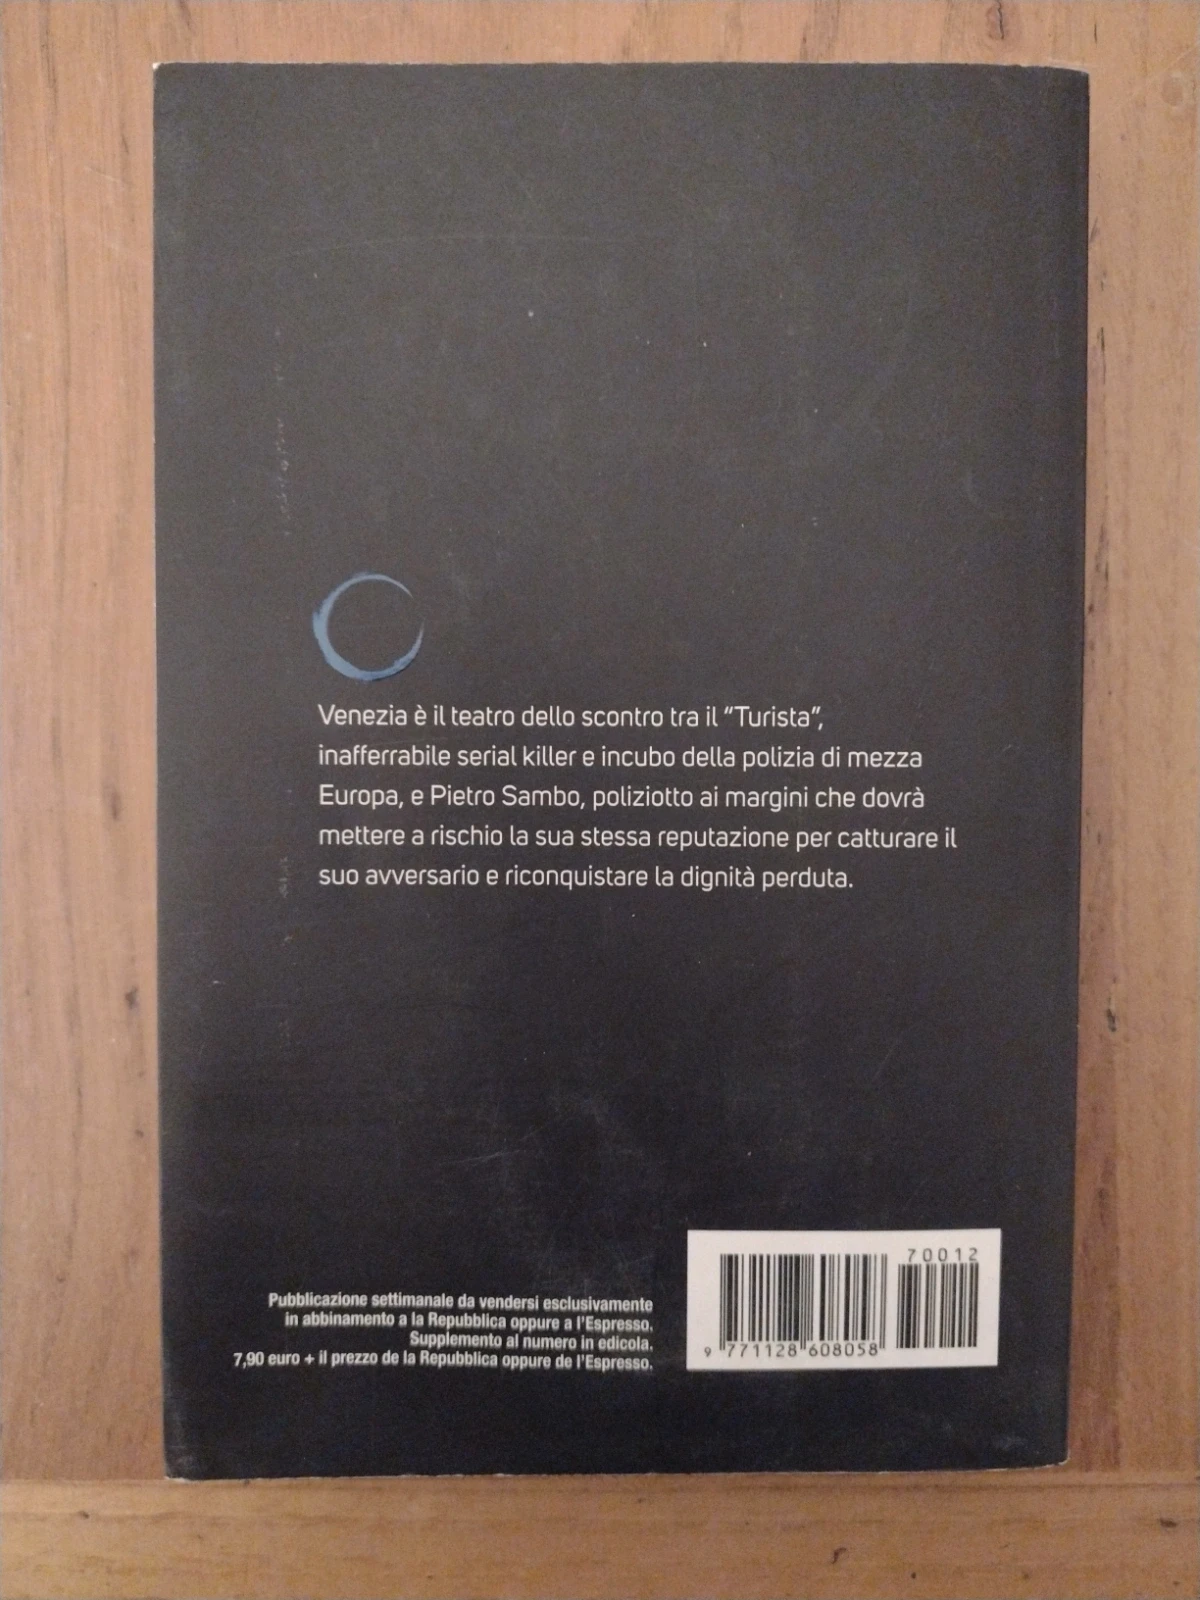 Venezia è il teatro dello scontro tra il “Turista”,
inafferrabile serial killer e incubo della polizia di mezza
Europa, e Pietro Sambo, poliziotto ai margini che dovrà
mettere a rischio la sua stessa reputazione per catturare il
suo avversario e riconquistare la dignità perduta.
Pubblicazione settimanale da vendersi esclusivamente
in abbinamento a la Repubblica oppure a l'Espresso.
Supplemento al numero in edicola.
7,90 euro + il prezzo de la Repubblica oppure de l'Espresso.
70012
9 771128 608058